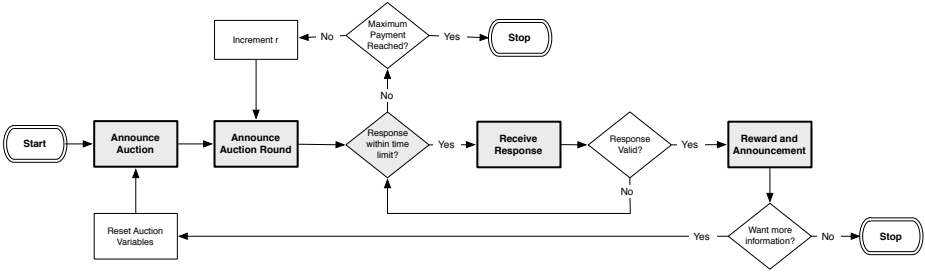 Maximum
Payment
Reached?
Increment r
No
Yes
Stop
No
Start
Announce
Auction
Announce
Auction Round
Response
within time
limit?
Yes
Receive
Response
Response
Valid?
Yes
Reward and
Announcement
No
Reset Auction
Variables
Yes
Want more
information?
No
Stop